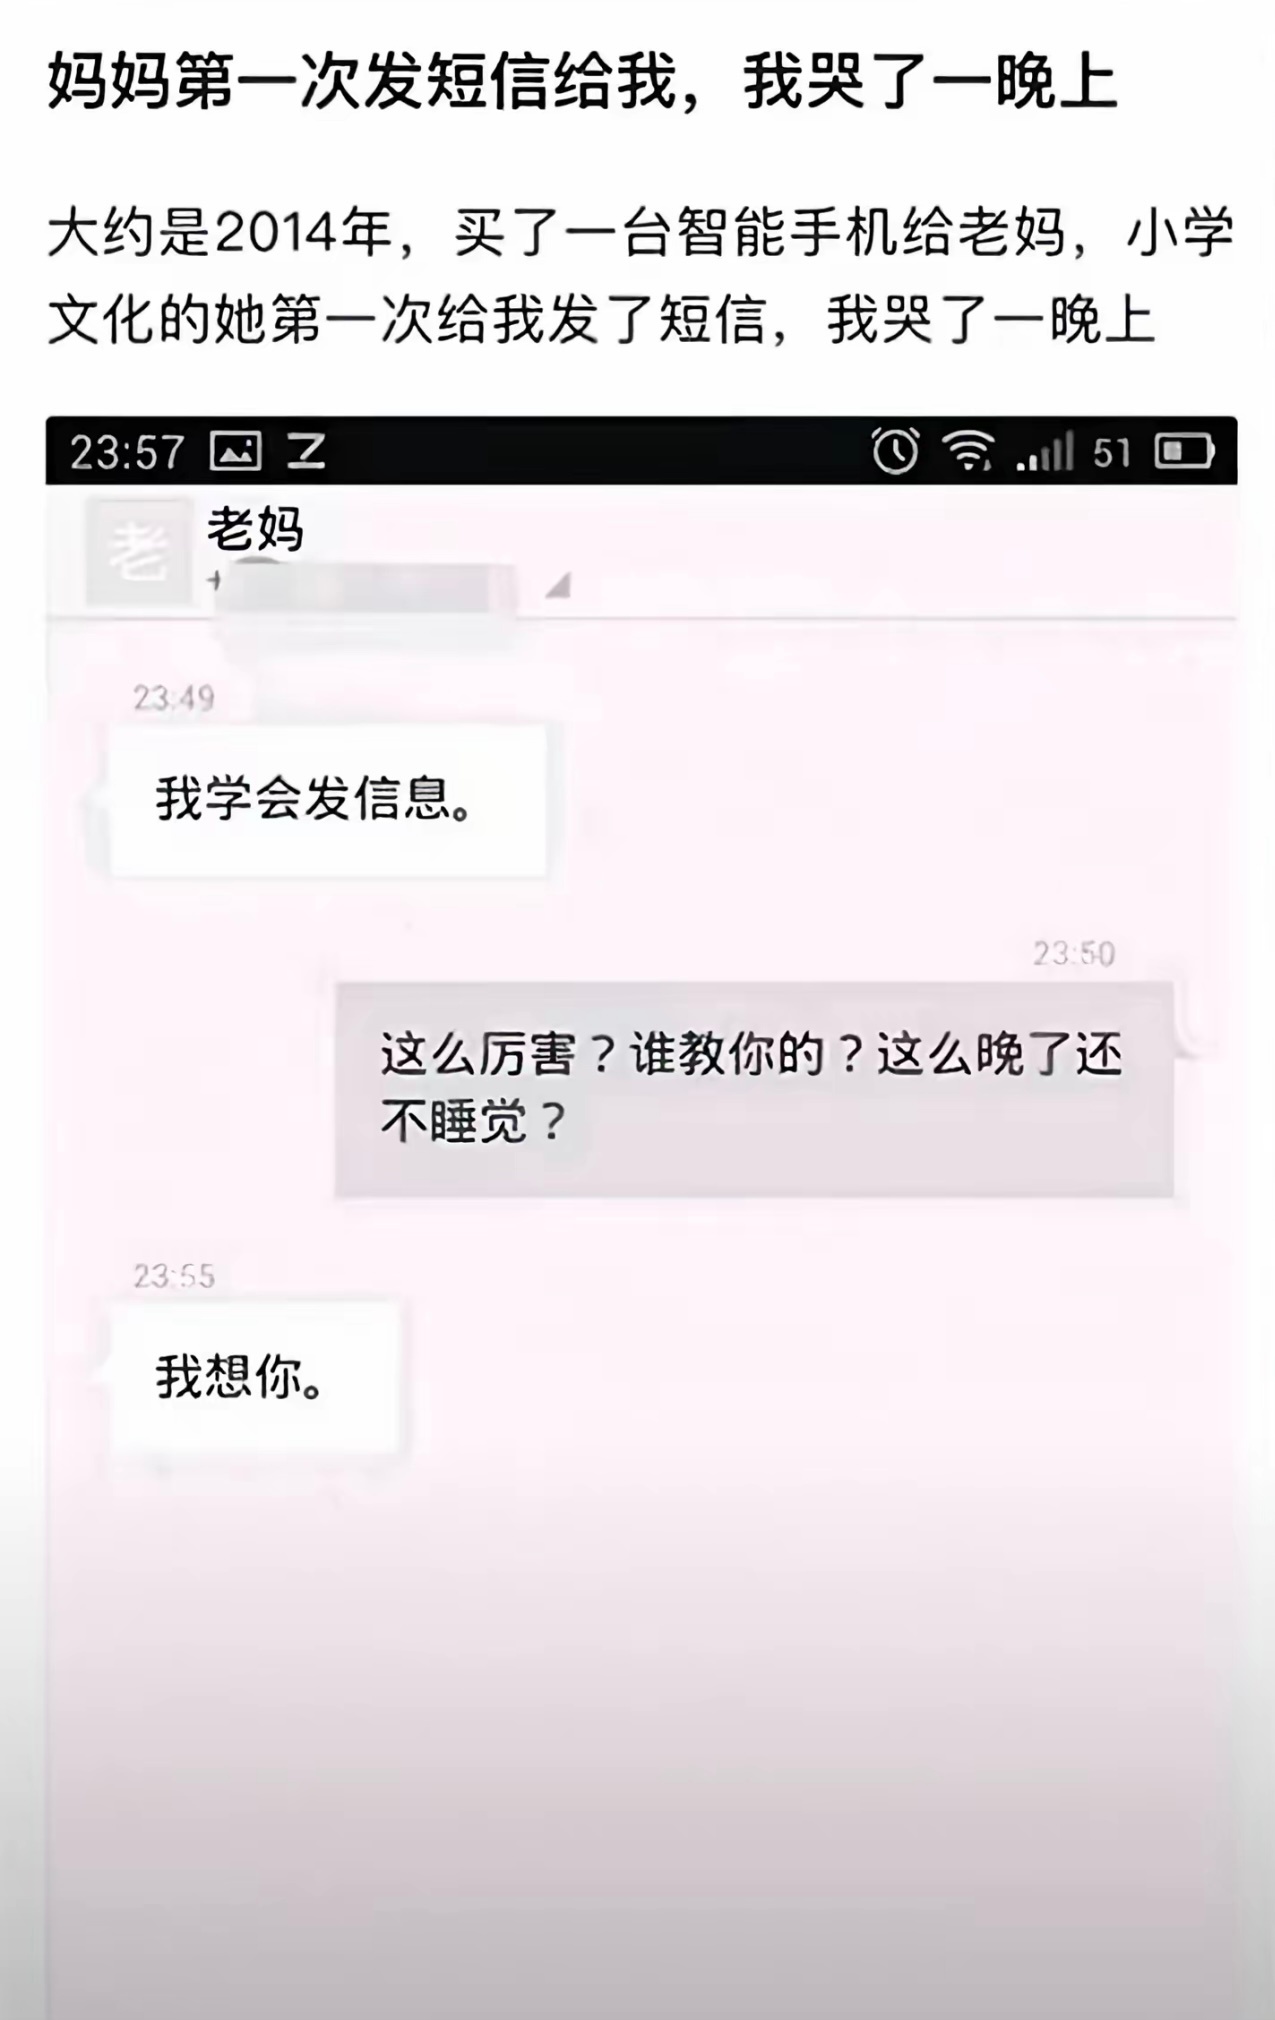 妈妈第一次发短信给我，我哭了一晚上
大约是2014年，买了一台智能手机给老妈，小学
文化的她第一次给我发了短信，我哭了一晚上
23:57 51
老 老妈
+
23:49
我学会发信息。
23:50
这么厉害？谁教你的？这么晚了还
不睡觉？
23:55
我想你。